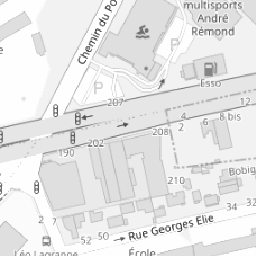 multisports
André
Rémond
Chemin du Po
P
P
Esso
207
12
4
2
6
8 bis
208
202
190
Bobig
210
34
32
Rue Georges Elie
52
50
2
Léo Lagrange
École